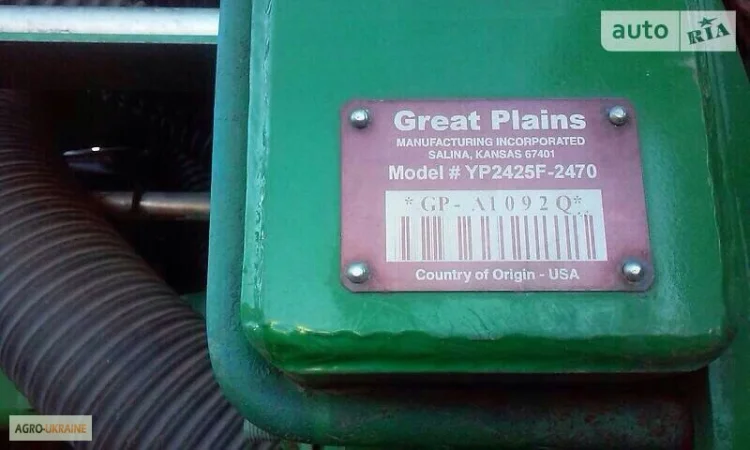 auto RIA
Great Plains
MANUFACTURING INCORPORATED
SALINA, KANSAS 67401
Model # YP2425F-2470
*GP- A1092Q*
Country of Origin - USA
AGRO-UKRAINE